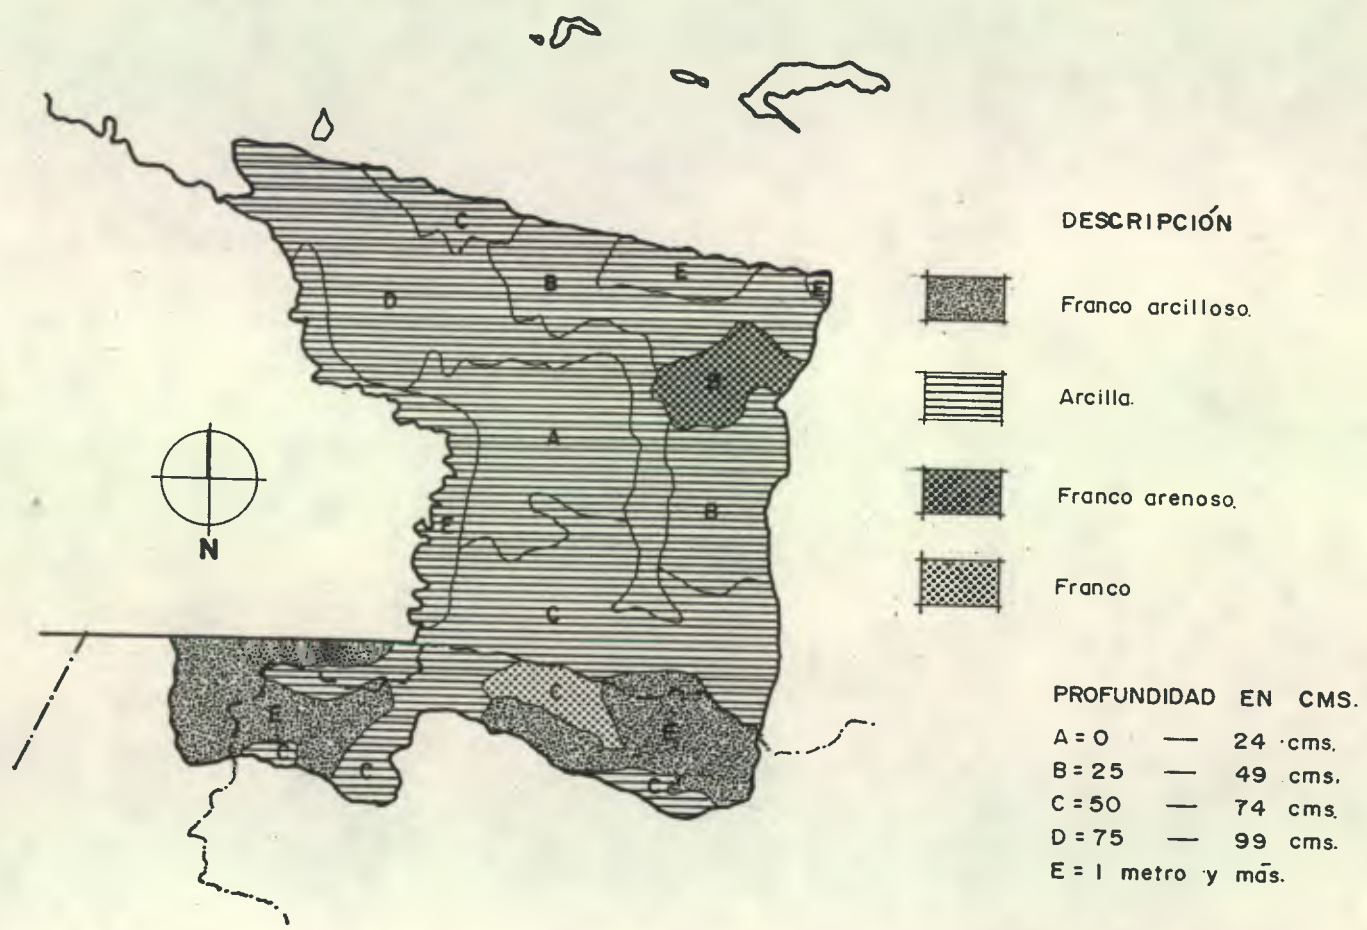 C
B
E
E
D
A
B
E
C
N
C
C
E
E
C
C
C
DESCRIPCIÓN
Franco arcilloso.
Arcilla.
Franco arenoso.
Franco
PROFUNDIDAD EN CMS.
A = 0 — 24 cms.
B = 25 — 49 cms.
C = 50 — 74 cms.
D = 75 — 99 cms.
E = 1 metro y más.